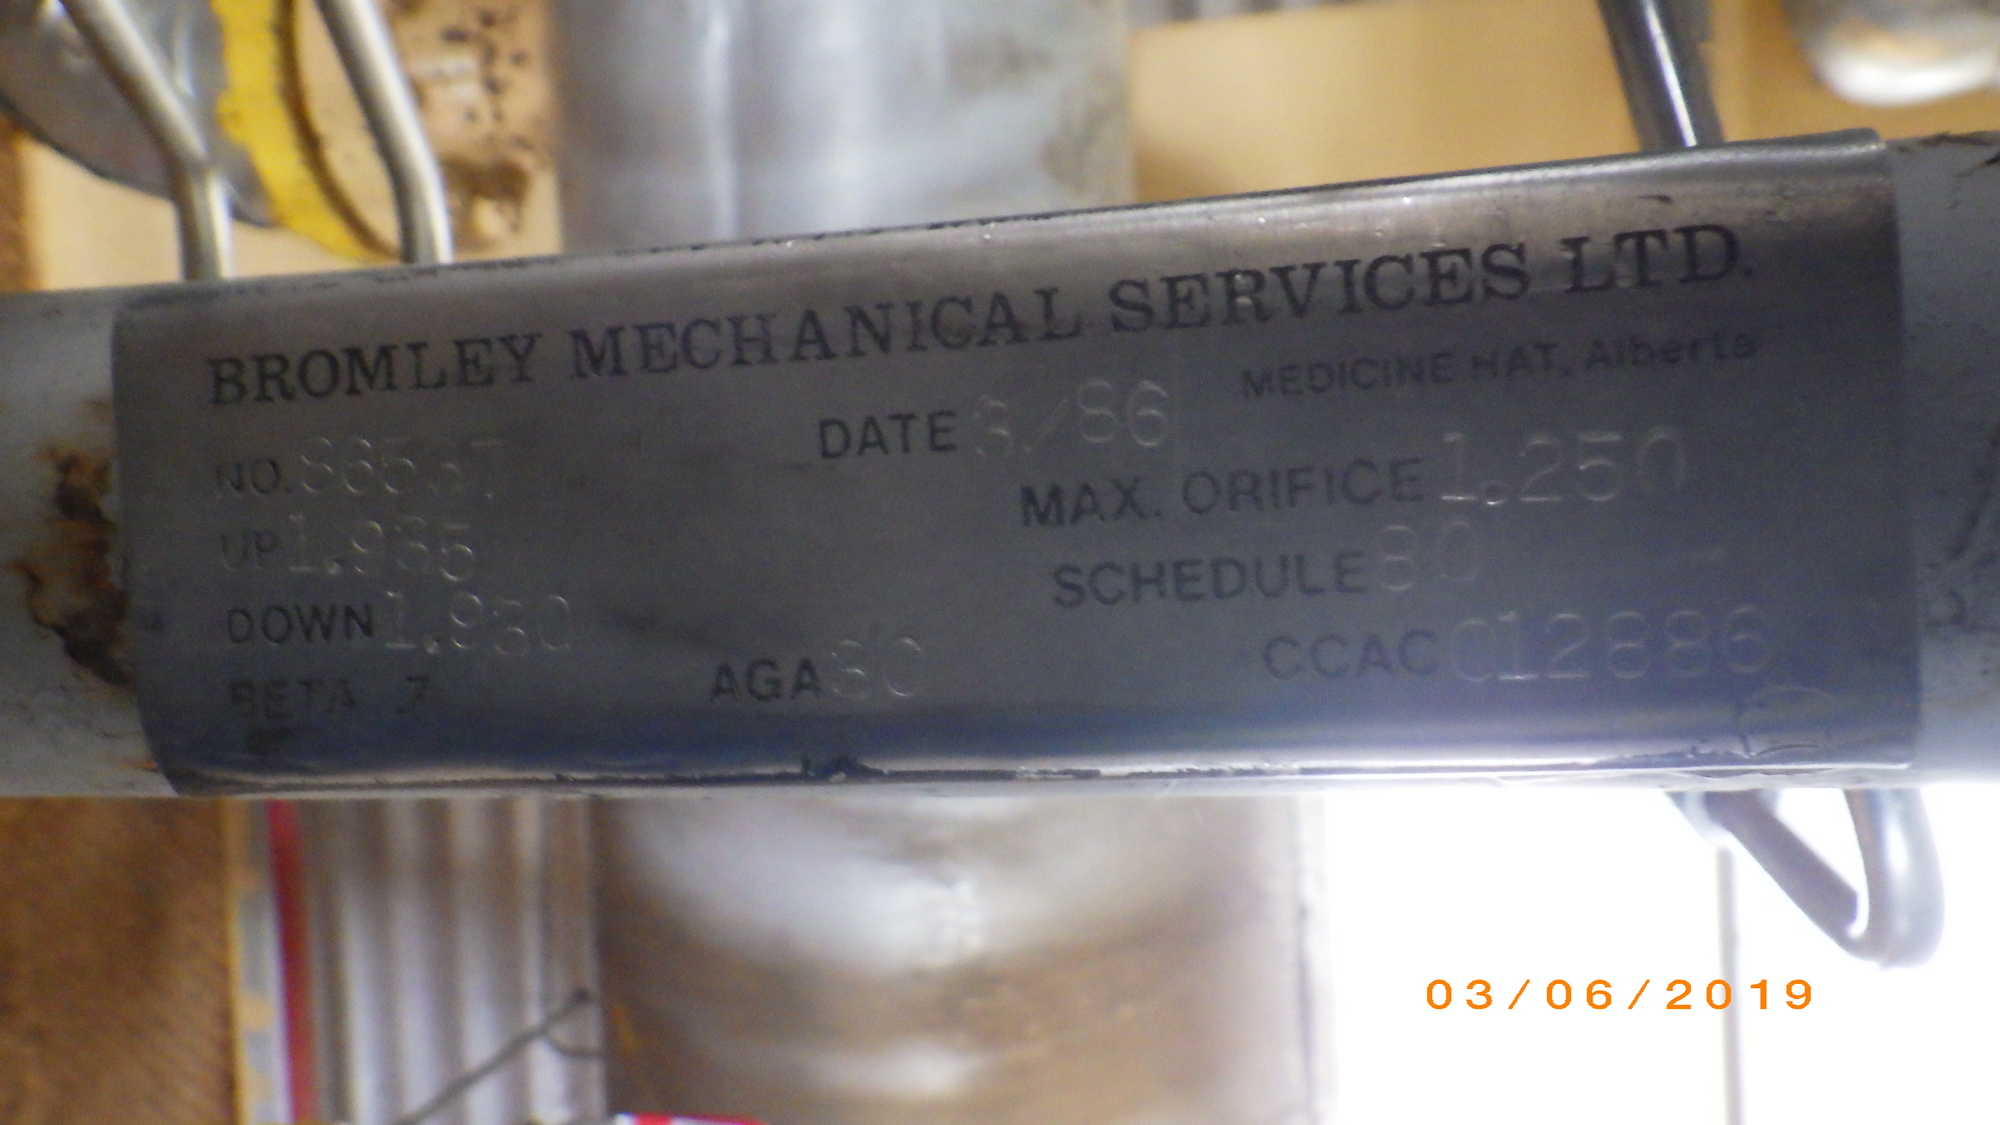 BROMLEY MECHANICAL SERVICES LTD.
MEDICINE HAT, Alberta
DATE 3/86
NO.
MAX. ORIFICE 1.250
UP 1.935
SCHEDULE 80
DOWN 1.930
CCAC C12886
BETA .7
AGA
03/06/2019